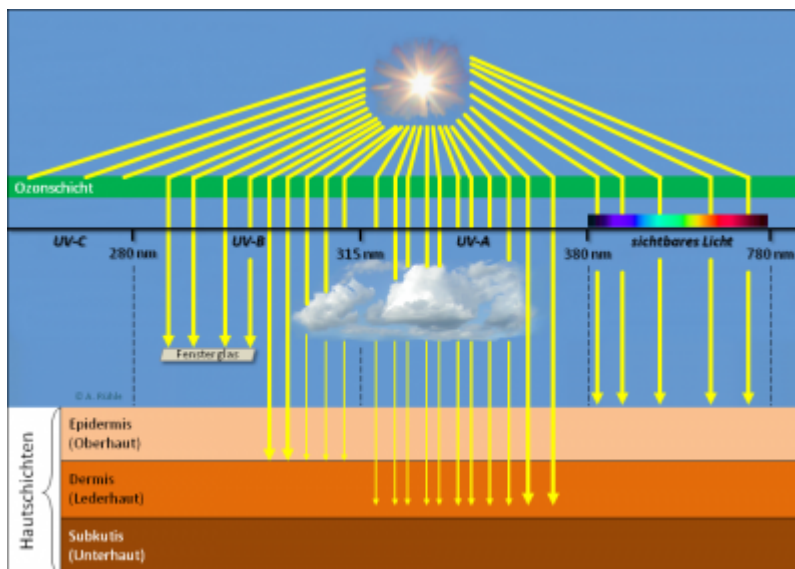 Ozonschicht
UV-C
280 nm
UV-B
315 nm
UV-A
380 nm
sichtbares Licht
780 nm
Fensterglas
Hautschichten
Epidermis
(Oberhaut)
Dermis
(Lederhaut)
Subkutis
(Unterhaut)